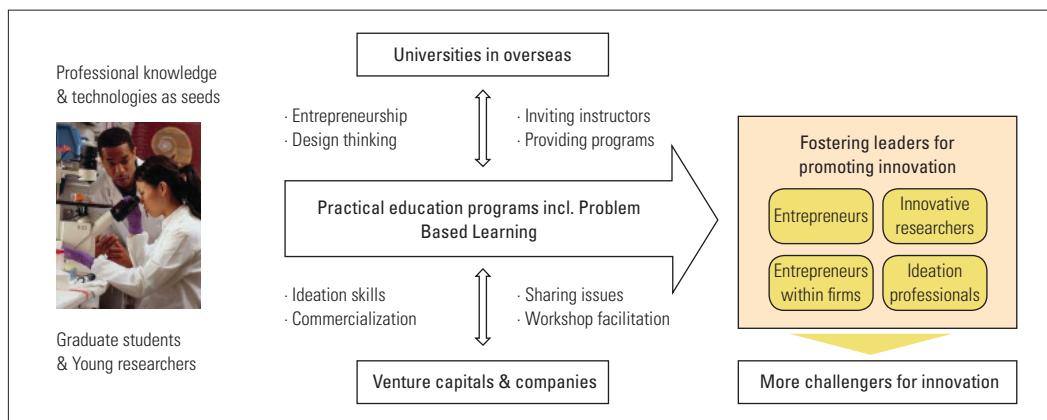 Professional knowledge
& technologies as seeds
Graduate students
& Young researchers
Universities in overseas
· Entrepreneurship
· Design thinking
· Inviting instructors
· Providing programs
Practical education programs incl. Problem
Based Learning
· Ideation skills
· Commercialization
· Sharing issues
· Workshop facilitation
Venture capitals & companies
Fostering leaders for
promoting innovation
Entrepreneurs
Innovative
researchers
Entrepreneurs
within firms
Ideation
professionals
More challengers for innovation